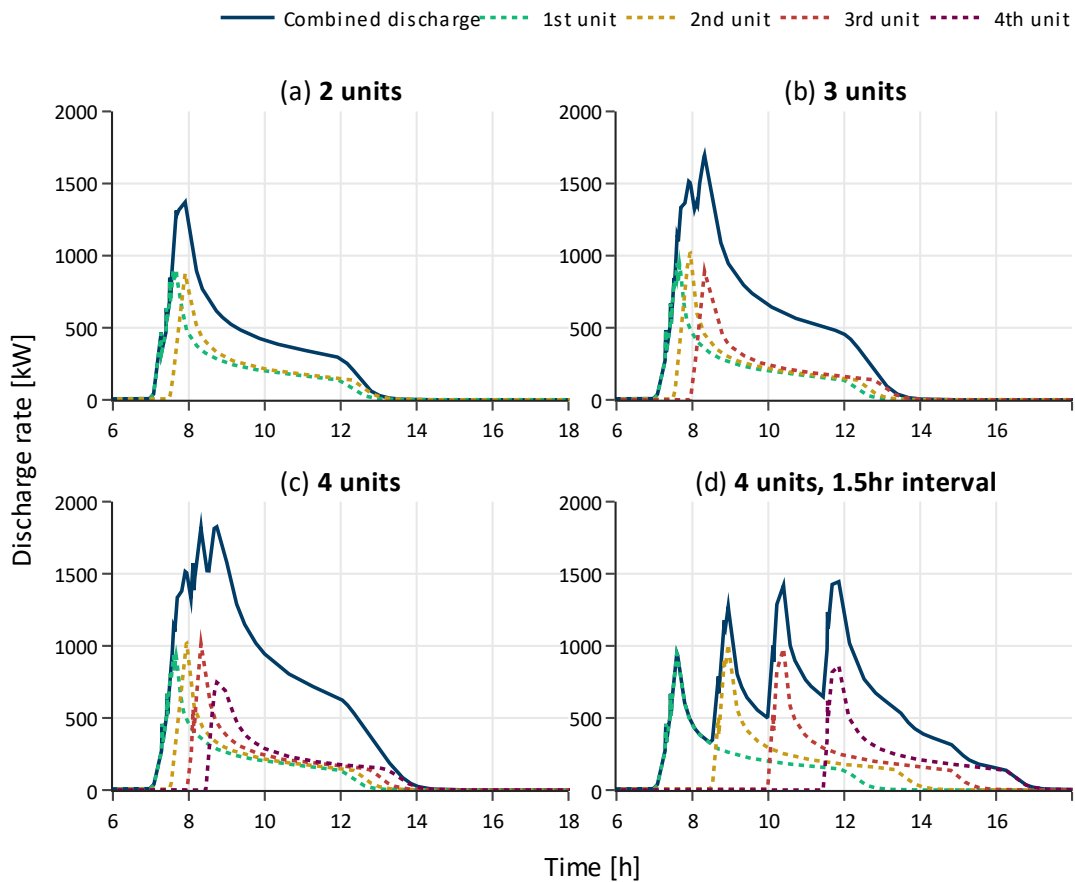 Combined discharge 1st unit 2nd unit 3rd unit 4th unit
(a) 2 units
(b) 3 units
2000
1500
1000
500
0
6 8 10 12 14 16 18
2000
1500
1000
500
0
6 8 10 12 14 16
(c) 4 units
(d) 4 units, 1.5hr interval
2000
1500
1000
500
0
6 8 10 12 14 16 18
2000
1500
1000
500
0
6 8 10 12 14 16
Discharge rate [kW]
Time [h]